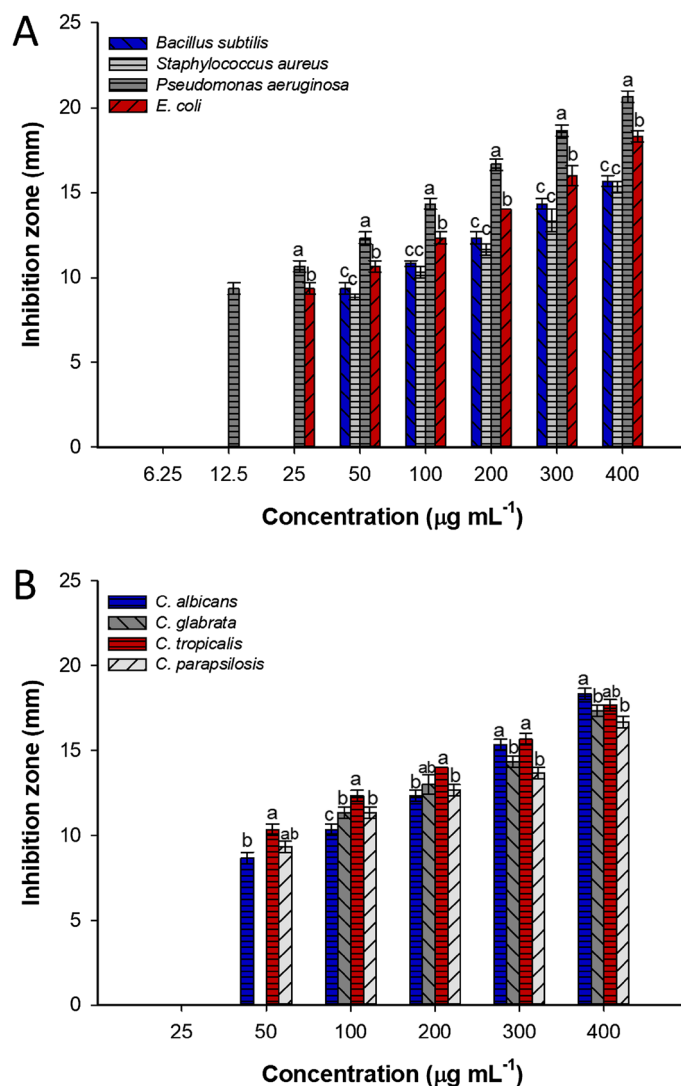 A
25
Bacillus subtilis
Staphylococcus aureus
Pseudomonas aeruginosa
E. coli
20
15
10
5
0
Inhibition zone (mm)
a
a b
c c a b
c c a b
c c a b
c c a b
c c a b
6.25 12.5 25 50 100 200 300 400
Concentration (µg mL-1)
B
25
C. albicans
C. glabrata
C. tropicalis
C. parapsilosis
20
15
10
5
0
Inhibition zone (mm)
b a ab
c b a b
b ab a b
a b a b
a b ab b
25 50 100 200 300 400
Concentration (µg mL-1)